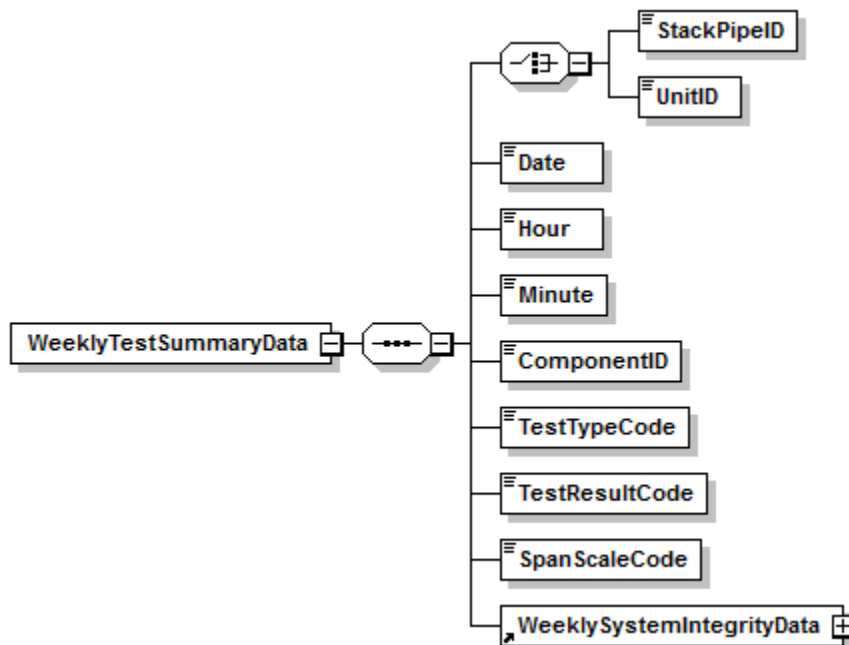 StackPipeID
UnitID
Date
Hour
Minute
WeeklyTestSummaryData
ComponentID
TestTypeCode
TestResultCode
SpanScaleCode
WeeklySystemIntegrityData